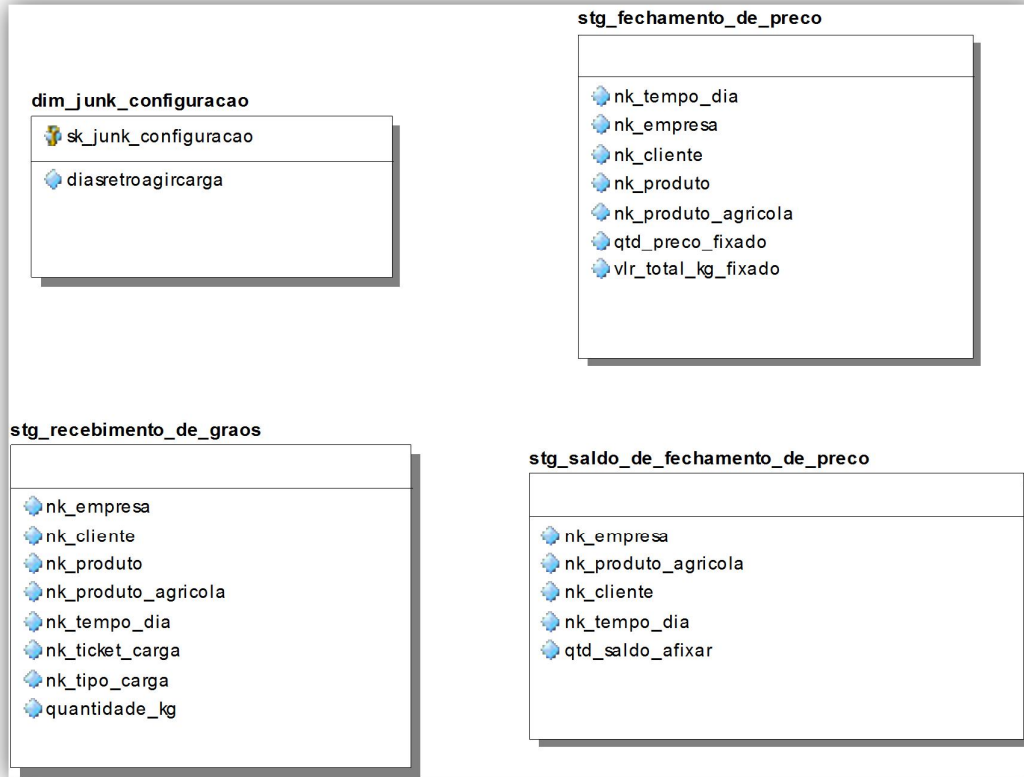 stg_fechamento_de_preco
nk_tempo_dia
nk_empresa
nk_cliente
nk_produto
nk_produto_agricola
qtd_preco_fixado
vlr_total_kg_fixado
dim_junk_configuracao
sk_junk_configuracao
diasretroagircarga
stg_recebimento_de_graos
nk_empresa
nk_cliente
nk_produto
nk_produto_agricola
nk_tempo_dia
nk_ticket_carga
nk_tipo_carga
quantidade_kg
stg_saldo_de_fechamento_de_preco
nk_empresa
nk_produto_agricola
nk_cliente
nk_tempo_dia
qtd_saldo_afixar